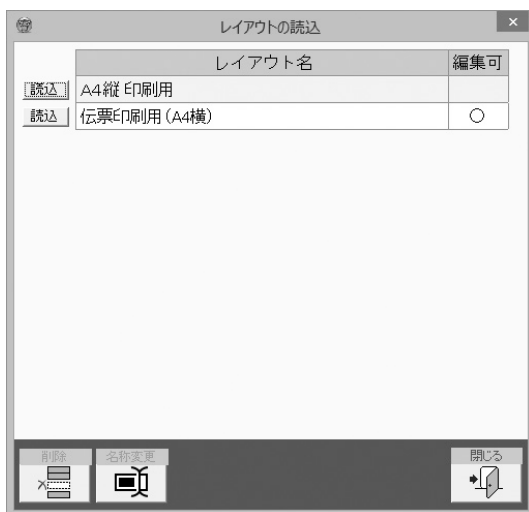 レイアウトの読込
レイアウト名 編集可
読込 A4縦 印刷用
読込 伝票印刷用(A4横) ○
削除 名称変更 閉じる